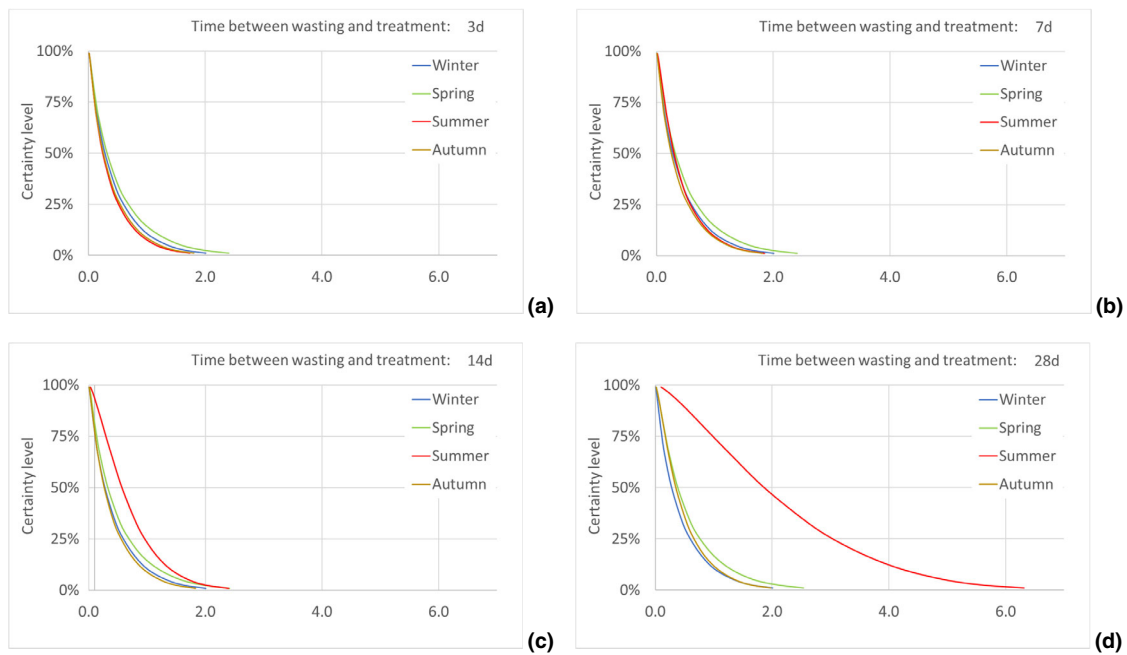 Time between wasting and treatment: 3d
100%
75%
50%
25%
0%
Certainty level
0.0 2.0 4.0 6.0
Winter
Spring
Summer
Autumn
(a)
Time between wasting and treatment: 7d
100%
75%
50%
25%
0%
Certainty level
0.0 2.0 4.0 6.0
Winter
Spring
Summer
Autumn
(b)
Time between wasting and treatment: 14d
100%
75%
50%
25%
0%
Certainty level
0.0 2.0 4.0 6.0
Winter
Spring
Summer
Autumn
(c)
Time between wasting and treatment: 28d
100%
75%
50%
25%
0%
Certainty level
0.0 2.0 4.0 6.0
Winter
Spring
Summer
Autumn
(d)